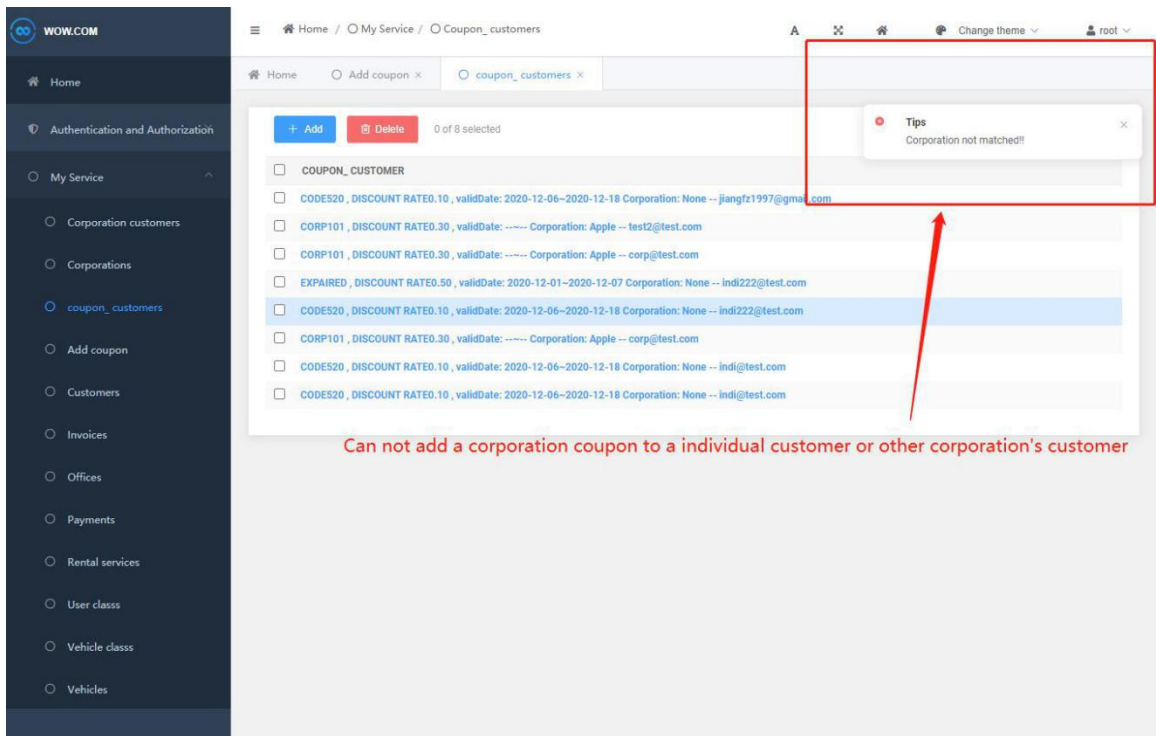 WOW.COM
Home / My Service / Coupon_ customers
A
Change theme
root
Home
Add coupon ×
coupon_ customers ×
Home
Authentication and Authorization
My Service
Corporation customers
Corporations
coupon_ customers
Add coupon
Customers
Invoices
Offices
Payments
Rental services
User classs
Vehicle classs
Vehicles
+ Add
Delete
0 of 8 selected
Tips
Corporation not matched!!
COUPON_ CUSTOMER
CODE520 , DISCOUNT RATE0.10 , validDate: 2020-12-06~2020-12-18 Corporation: None -- jiangfz1997@gmail.com
CORP101 , DISCOUNT RATE0.30 , validDate: --~-- Corporation: Apple -- test2@test.com
CORP101 , DISCOUNT RATE0.30 , validDate: --~-- Corporation: Apple -- corp@test.com
EXPAIRED , DISCOUNT RATE0.50 , validDate: 2020-12-01~2020-12-07 Corporation: None -- indi222@test.com
CODE520 , DISCOUNT RATE0.10 , validDate: 2020-12-06~2020-12-18 Corporation: None -- indi222@test.com
CORP101 , DISCOUNT RATE0.30 , validDate: --~-- Corporation: Apple -- corp@test.com
CODE520 , DISCOUNT RATE0.10 , validDate: 2020-12-06~2020-12-18 Corporation: None -- indi@test.com
CODE520 , DISCOUNT RATE0.10 , validDate: 2020-12-06~2020-12-18 Corporation: None -- indi@test.com
Can not add a corporation coupon to a individual customer or other corporation's customer